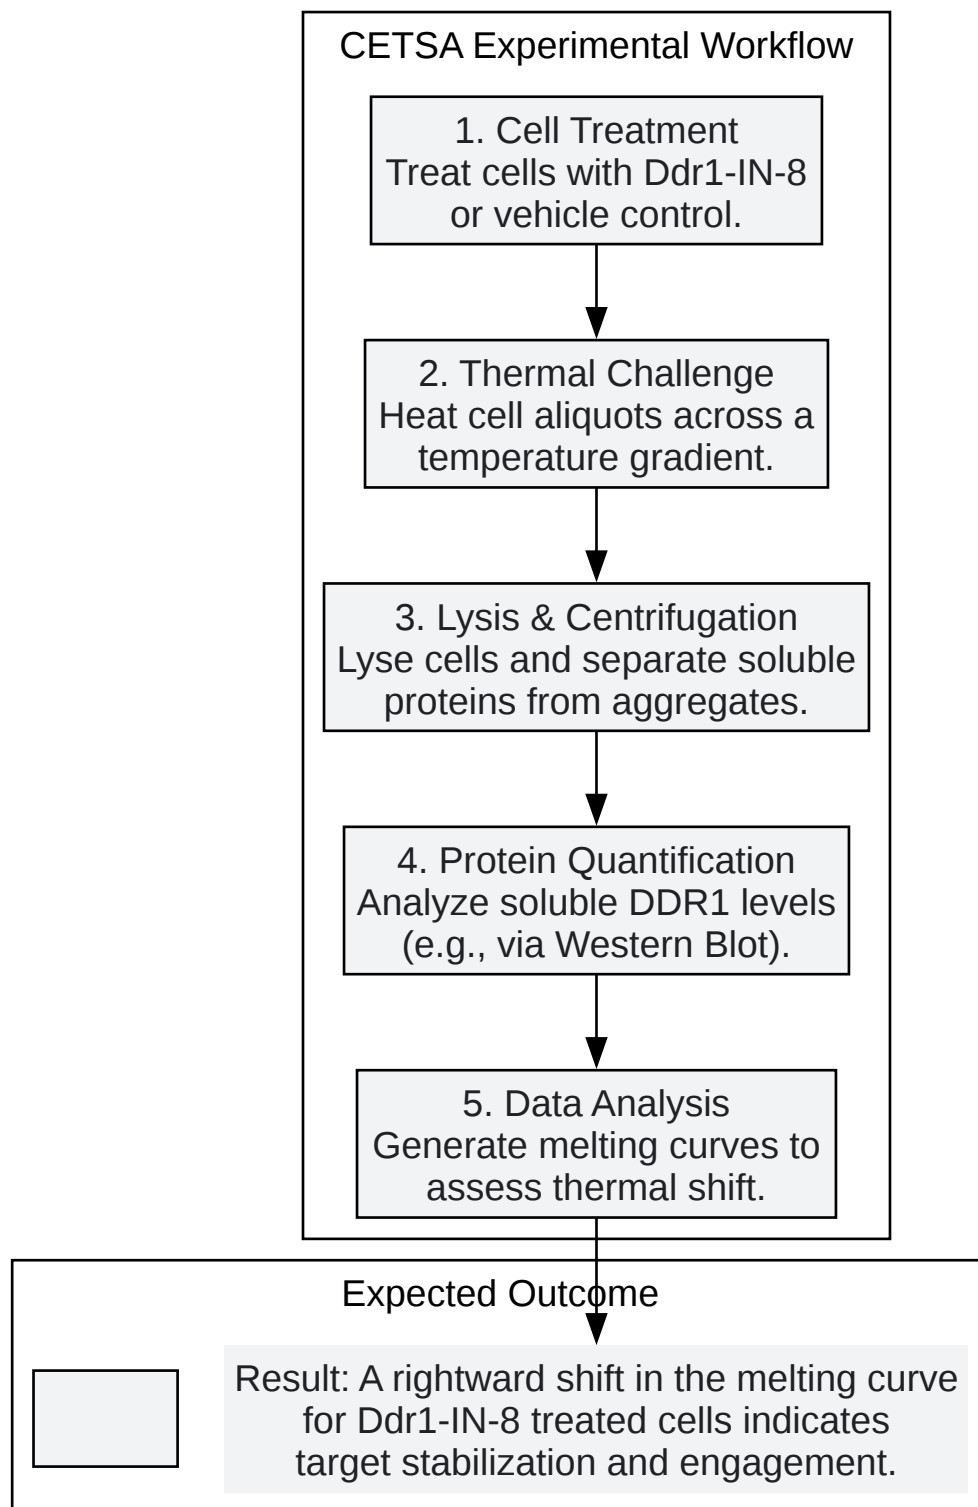 CETSA Experimental Workflow
1. Cell Treatment
Treat cells with Ddr1-IN-8
or vehicle control.
2. Thermal Challenge
Heat cell aliquots across a
temperature gradient.
3. Lysis & Centrifugation
Lyse cells and separate soluble
proteins from aggregates.
4. Protein Quantification
Analyze soluble DDR1 levels
(e.g., via Western Blot).
5. Data Analysis
Generate melting curves to
assess thermal shift.
Expected Outcome
Result: A rightward shift in the melting curve
for Ddr1-IN-8 treated cells indicates
target stabilization and engagement.